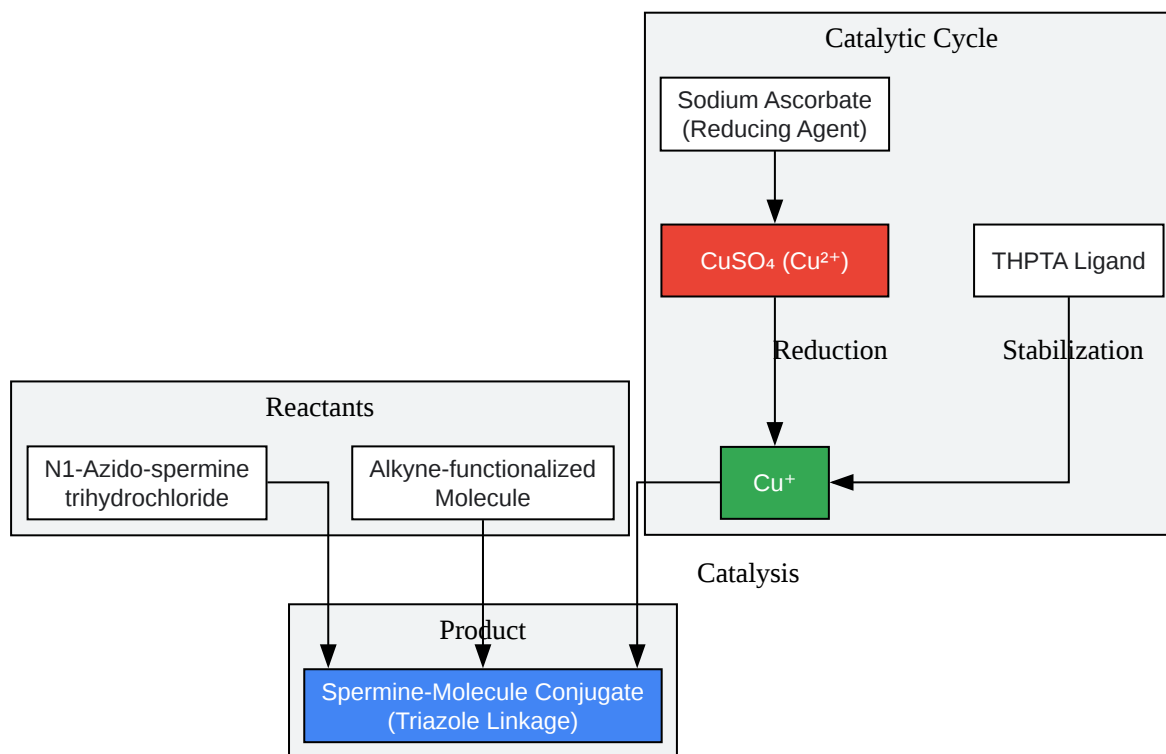 Catalytic Cycle
Sodium Ascorbate
(Reducing Agent)
CuSO₄ (Cu²⁺)
THPTA Ligand
Reduction
Stabilization
Reactants
N1-Azido-spermine
trihydrochloride
Alkyne-functionalized
Molecule
Cu⁺
Catalysis
Product
Spermine-Molecule Conjugate
(Triazole Linkage)